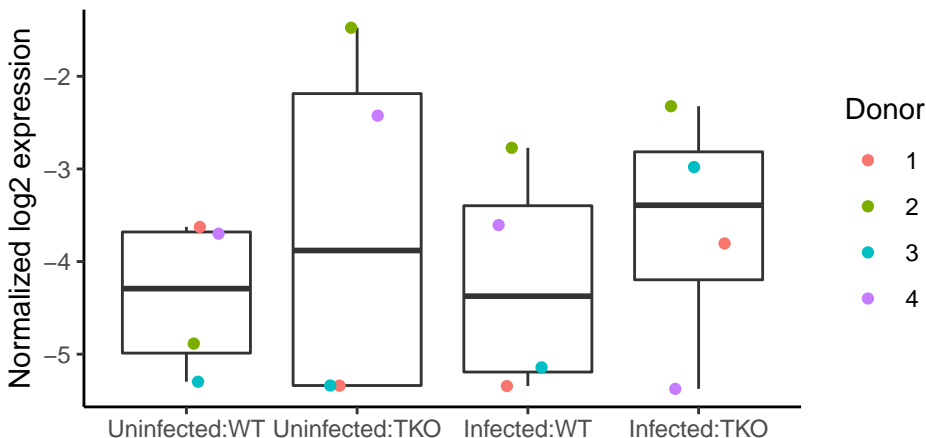 Normalized log2 expression
−2
−3
−4
−5
Uninfected:WT Uninfected:TKO Infected:WT Infected:TKO
Donor
1
2
3
4